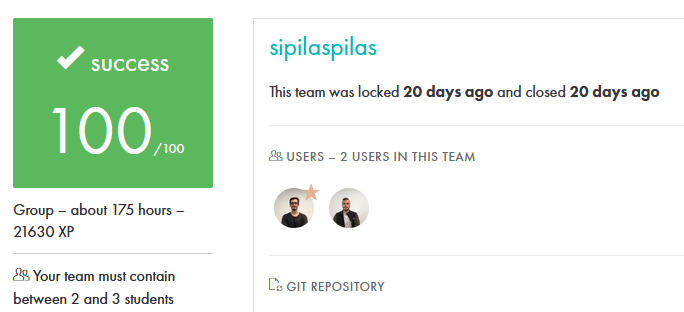 success
100/100
Group – about 175 hours –
21630 XP
Your team must contain
between 2 and 3 students
sipilaspilas
This team was locked 20 days ago and closed 20 days ago
USERS – 2 USERS IN THIS TEAM
GIT REPOSITORY